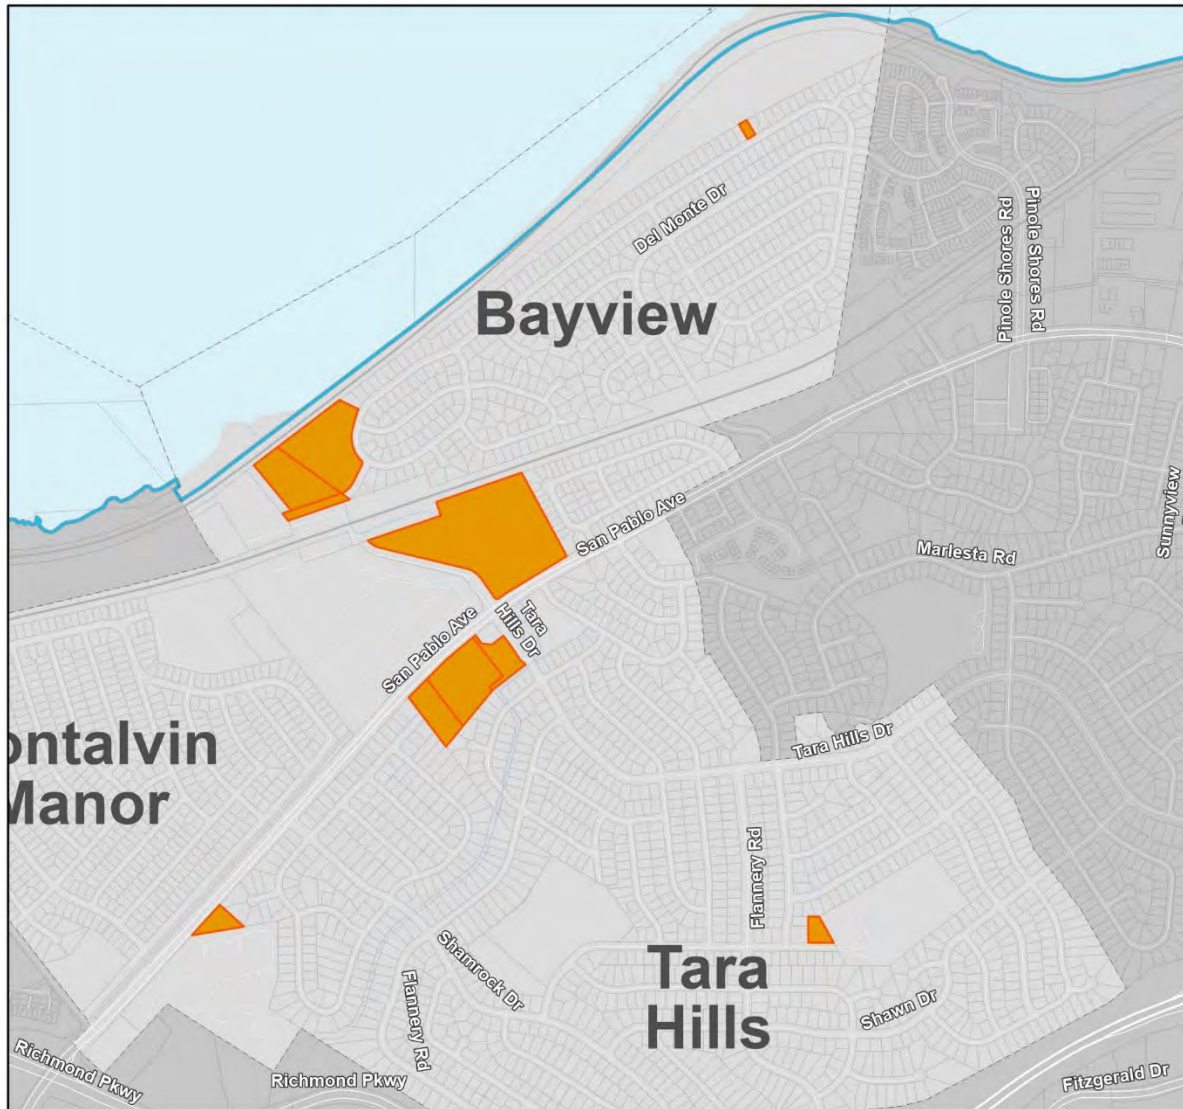 Del Monte Dr
Pinole Shores Rd
Pinole Shores Rd
Bayview
San Pablo Ave
Marlesta Rd
Sunnyview
Tara
Hills Dr
San Pablo Ave
ontalvin
Manor
Tara Hills Dr
Flannery Rd
Shamrock Dr
Flannery Rd
Tara
Hills
Shawn Dr
Richmond Pkwy
Richmond Pkwy
Fitzgerald Dr